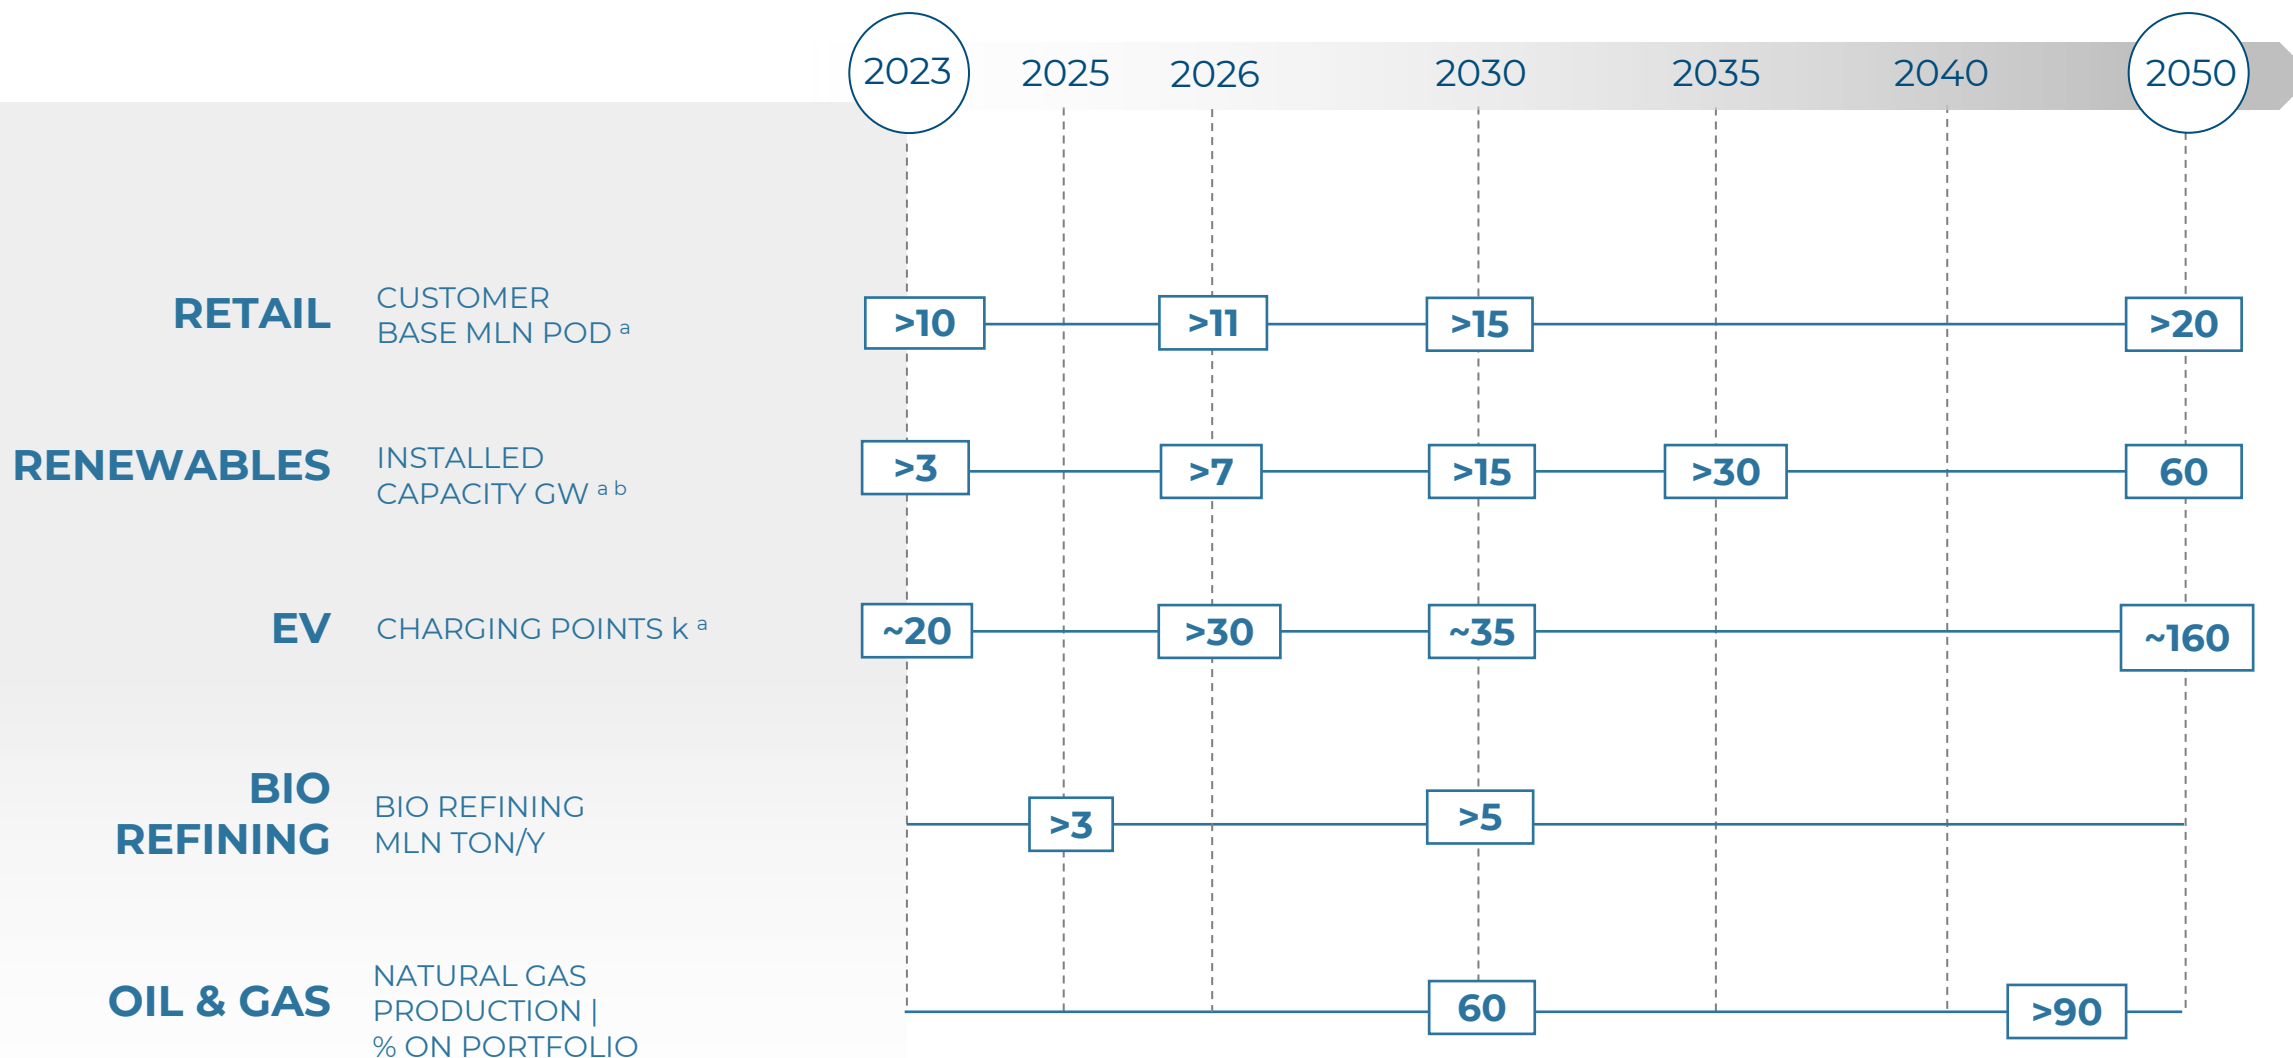 2023 2025 2026 2030 2035 2040 2050
RETAIL
CUSTOMER
BASE MLN POD ᵃ
>10 >11 >15 >20
RENEWABLES
INSTALLED
CAPACITY GW ᵃ ᵇ
>3 >7 >15 >30 60
EV
CHARGING POINTS k ᵃ
~20 >30 ~35 ~160
BIO
REFINING
BIO REFINING
MLN TON/Y
>3 >5
OIL & GAS
NATURAL GAS
PRODUCTION |
% ON PORTFOLIO
60 >90